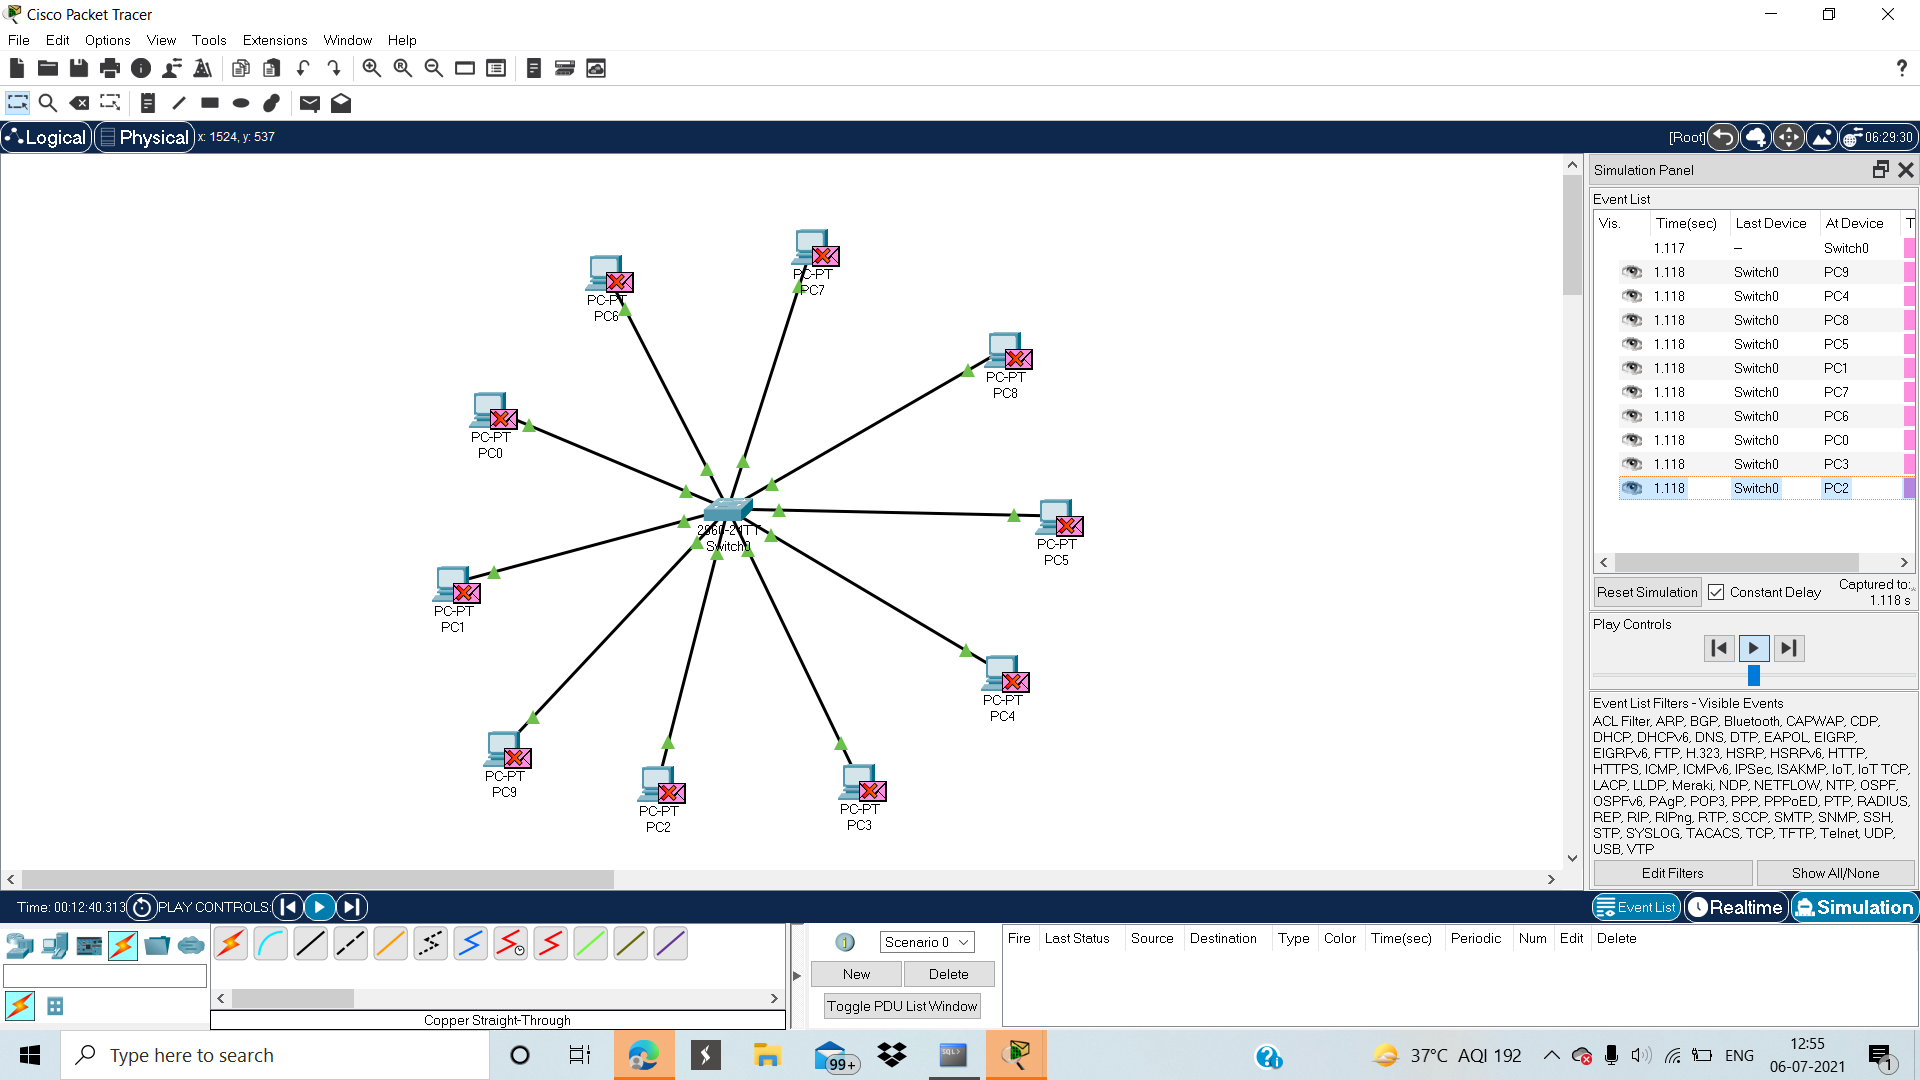 Cisco Packet Tracer
File Edit Options View Tools Extensions Window Help
?
Logical Physical x: 1524, y: 537
[Root] 06:29:30
Simulation Panel
Event List
Vis. Time(sec) Last Device At Device T
1.117 -- Switch0
1.118 Switch0 PC9
1.118 Switch0 PC4
1.118 Switch0 PC8
1.118 Switch0 PC5
1.118 Switch0 PC1
1.118 Switch0 PC7
1.118 Switch0 PC6
1.118 Switch0 PC0
1.118 Switch0 PC3
1.118 Switch0 PC2
Reset Simulation Constant Delay Captured to:
1.118 s
Play Controls
Event List Filters - Visible Events
ACL Filter, ARP, BGP, Bluetooth, CAPWAP, CDP,
DHCP, DHCPv6, DNS, DTP, EAPOL, EIGRP,
EIGRPv6, FTP, H.323, HSRP, HSRPv6, HTTP,
HTTPS, ICMP, ICMPv6, IPSec, ISAKMP, IoT, IoT TCP,
LACP, LLDP, Meraki, NDP, NETFLOW, NTP, OSPF,
OSPFv6, PAgP, POP3, PPP, PPPoED, PTP, RADIUS,
REP, RIP, RIPng, RTP, SCCP, SMTP, SNMP, SSH,
STP, SYSLOG, TACACS, TCP, TFTP, Telnet, UDP,
USB, VTP
Edit Filters Show All/None
PC-PT
PC7
PC-PT
PC6
PC-PT
PC8
PC-PT
PC0
2960-24TT
Switch0
PC-PT
PC5
PC-PT
PC1
PC-PT
PC4
PC-PT
PC9
PC-PT
PC2
PC-PT
PC3
Time: 00:12:40.313 PLAY CONTROLS:
Event List Realtime Simulation
Scenario 0
New Delete
Toggle PDU List Window
Fire Last Status Source Destination Type Color Time(sec) Periodic Num Edit Delete
Copper Straight-Through
Type here to search
99+
SQL
37°C AQI 192
ENG
12:55
06-07-2021
1